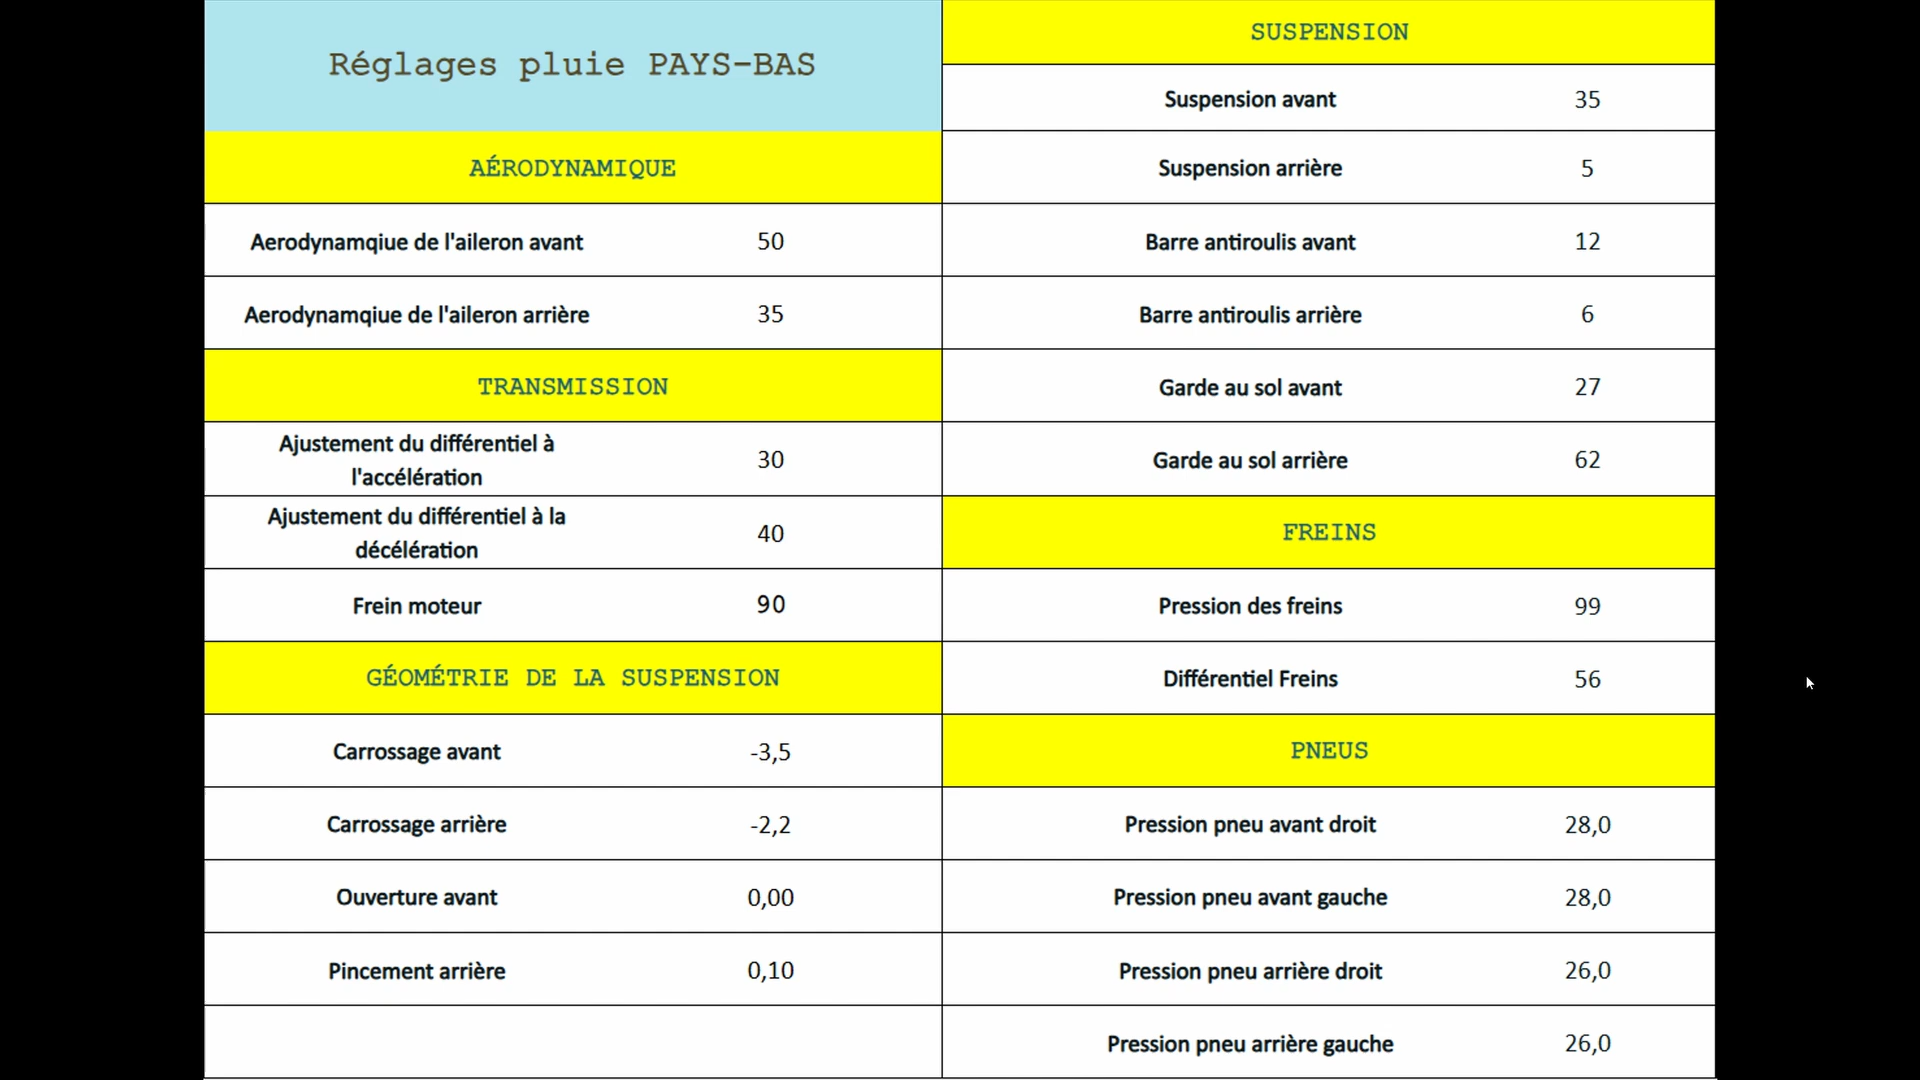 Réglages pluie PAYS-BAS
AÉRODYNAMIQUE
Aerodynamqiue de l'aileron avant 50
Aerodynamqiue de l'aileron arrière 35
TRANSMISSION
Ajustement du différentiel à
l'accélération 30
Ajustement du différentiel à la
décélération 40
Frein moteur 90
GÉOMÉTRIE DE LA SUSPENSION
Carrossage avant -3,5
Carrossage arrière -2,2
Ouverture avant 0,00
Pincement arrière 0,10
SUSPENSION
Suspension avant 35
Suspension arrière 5
Barre antiroulis avant 12
Barre antiroulis arrière 6
Garde au sol avant 27
Garde au sol arrière 62
FREINS
Pression des freins 99
Différentiel Freins 56
PNEUS
Pression pneu avant droit 28,0
Pression pneu avant gauche 28,0
Pression pneu arrière droit 26,0
Pression pneu arrière gauche 26,0